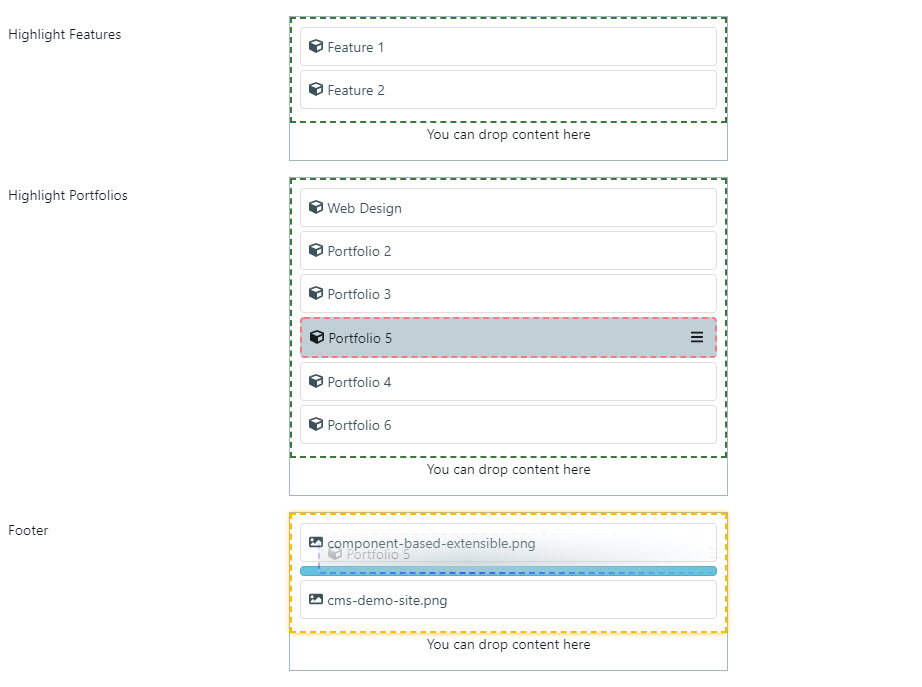 Highlight Features
Feature 1
Feature 2
You can drop content here
Highlight Portfolios
Web Design
Portfolio 2
Portfolio 3
Portfolio 5
Portfolio 4
Portfolio 6
You can drop content here
Footer
component-based-extensible.png
Portfolio 5
cms-demo-site.png
You can drop content here